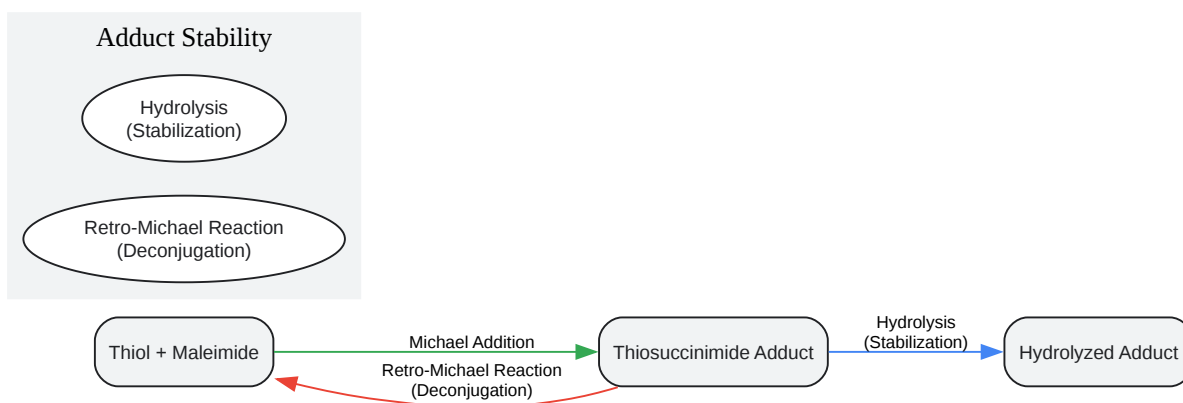 Adduct Stability
Hydrolysis
(Stabilization)
Retro-Michael Reaction
(Deconjugation)
Thiol + Maleimide
Michael Addition
Retro-Michael Reaction
(Deconjugation)
Thiosuccinimide Adduct
Hydrolysis
(Stabilization)
Hydrolyzed Adduct